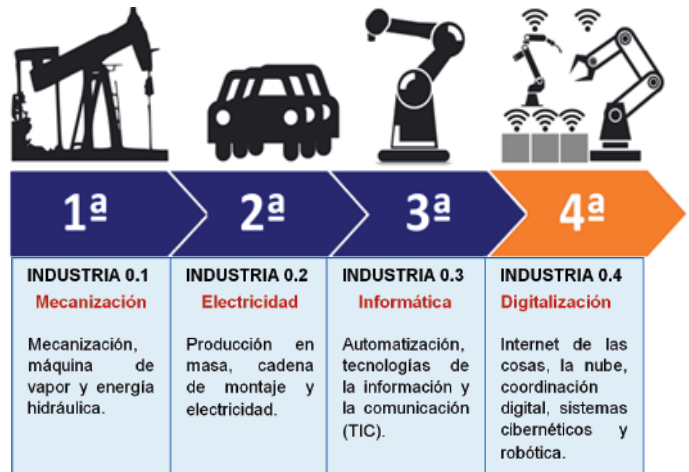 1ª
2ª
3ª
4ª
INDUSTRIA 0.1
Mecanización
Mecanización,
máquina de
vapor y energía
hidráulica.
INDUSTRIA 0.2
Electricidad
Producción en
masa, cadena
de montaje y
electricidad.
INDUSTRIA 0.3
Informática
Automatización,
tecnologías de
la información y
la comunicación
(TIC).
INDUSTRIA 0.4
Digitalización
Internet de las
cosas, la nube,
coordinación
digital, sistemas
cibernéticos y
robótica.